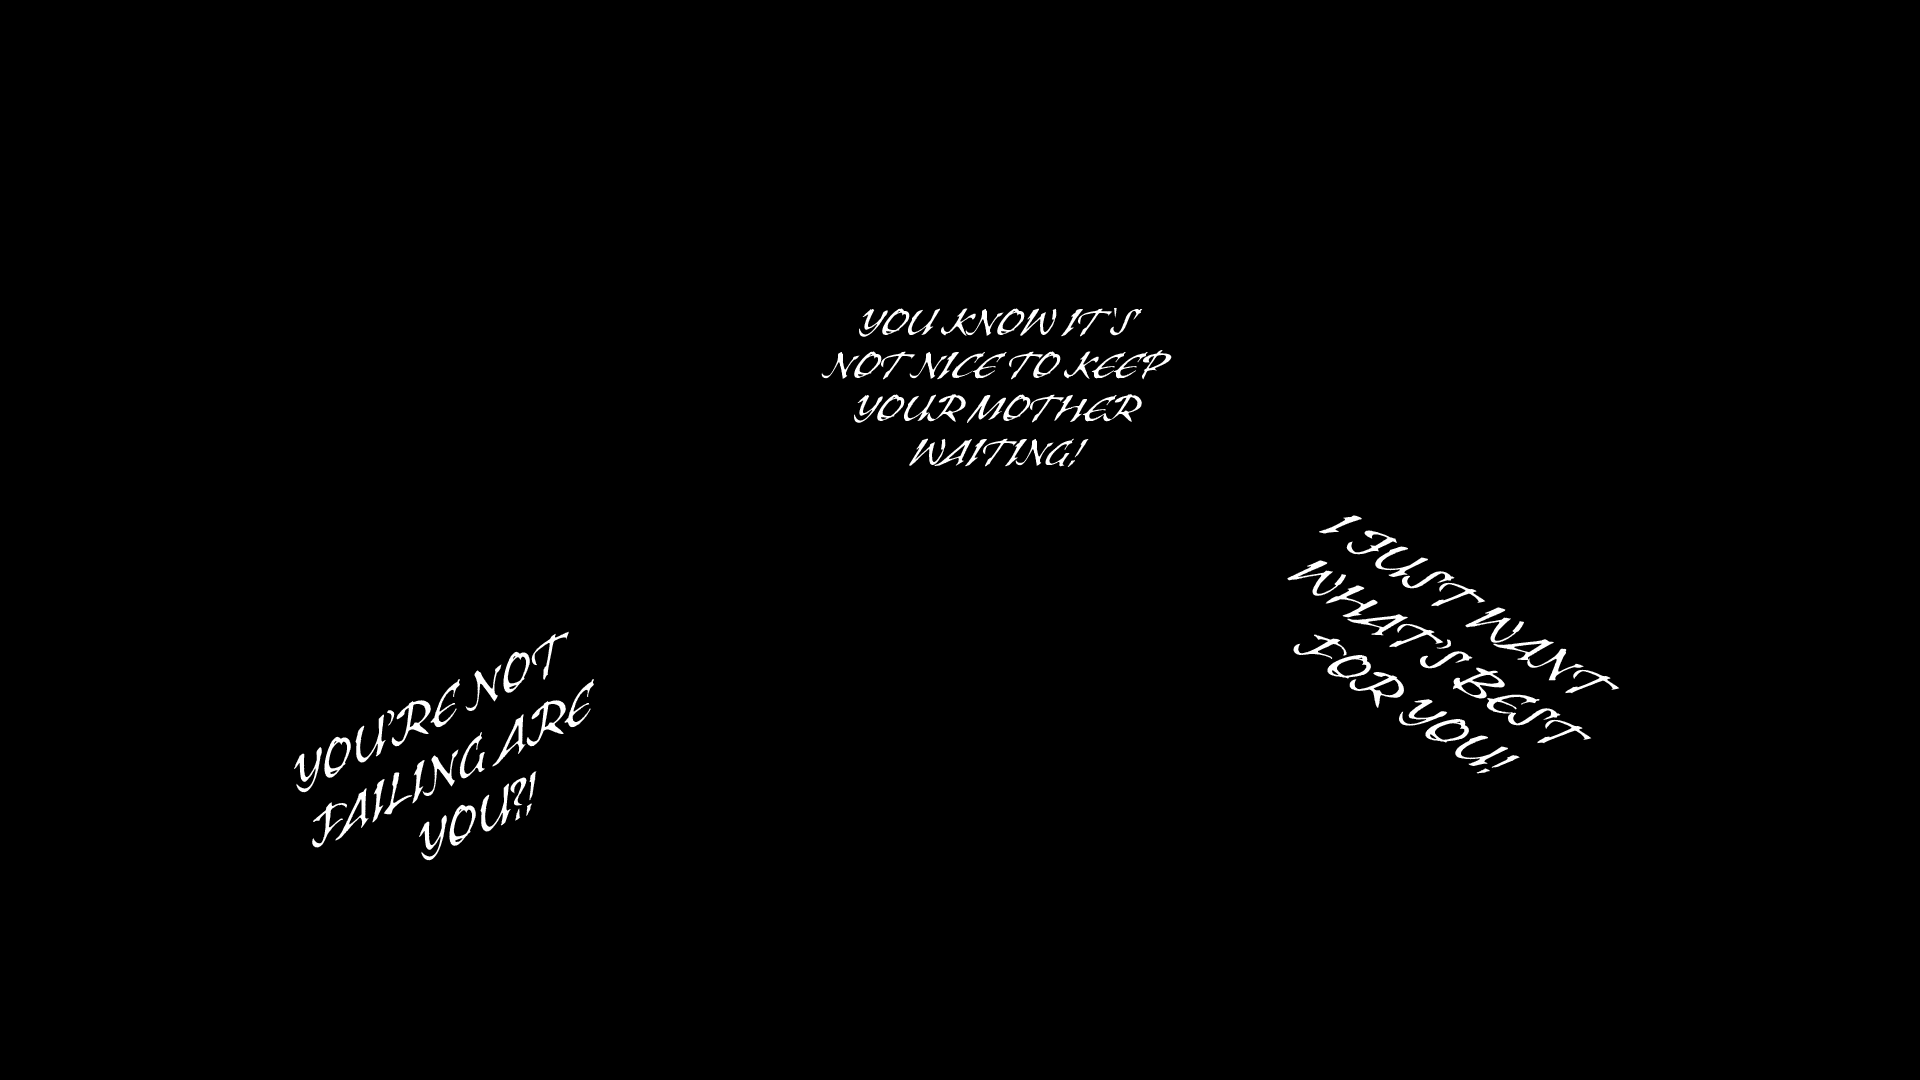 YOU KNOW IT'S
NOT NICE TO KEEP
YOUR MOTHER
WAITING!
I JUST WANT
WHAT'S BEST
FOR YOU!
YOU'RE NOT
FAILING ARE
YOU?!